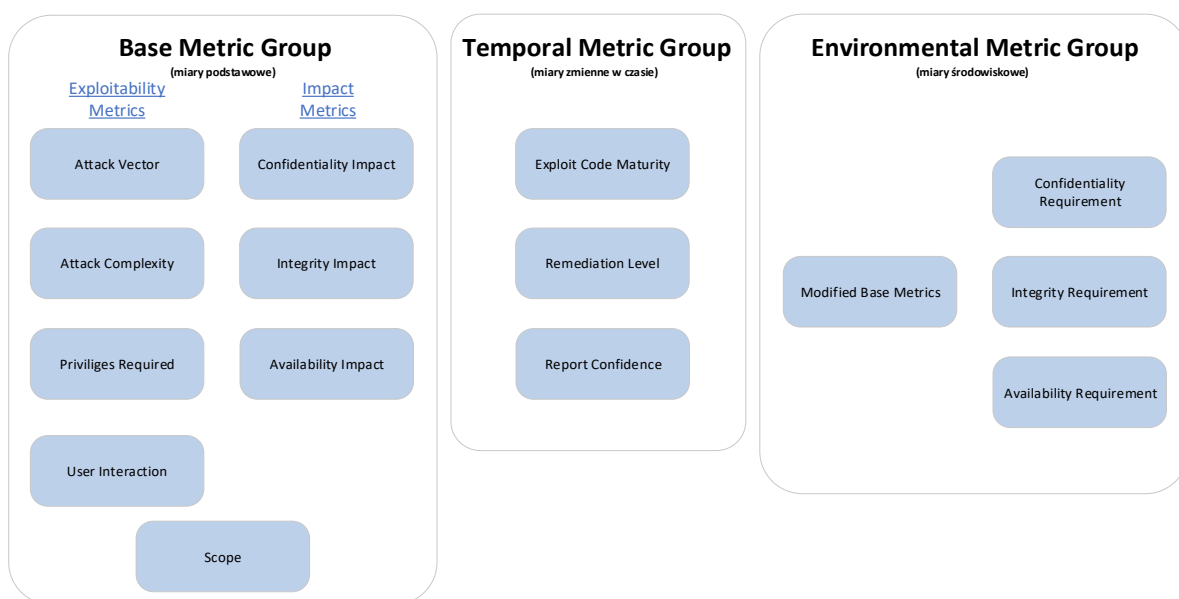 Base Metric Group
(miary podstawowe)
Exploitability
Metrics
Impact
Metrics
Attack Vector
Confidentiality Impact
Attack Complexity
Integrity Impact
Priviliges Required
Availability Impact
User Interaction
Scope
Temporal Metric Group
(miary zmienne w czasie)
Exploit Code Maturity
Remediation Level
Report Confidence
Environmental Metric Group
(miary środowiskowe)
Confidentiality
Requirement
Modified Base Metrics
Integrity Requirement
Availability Requirement